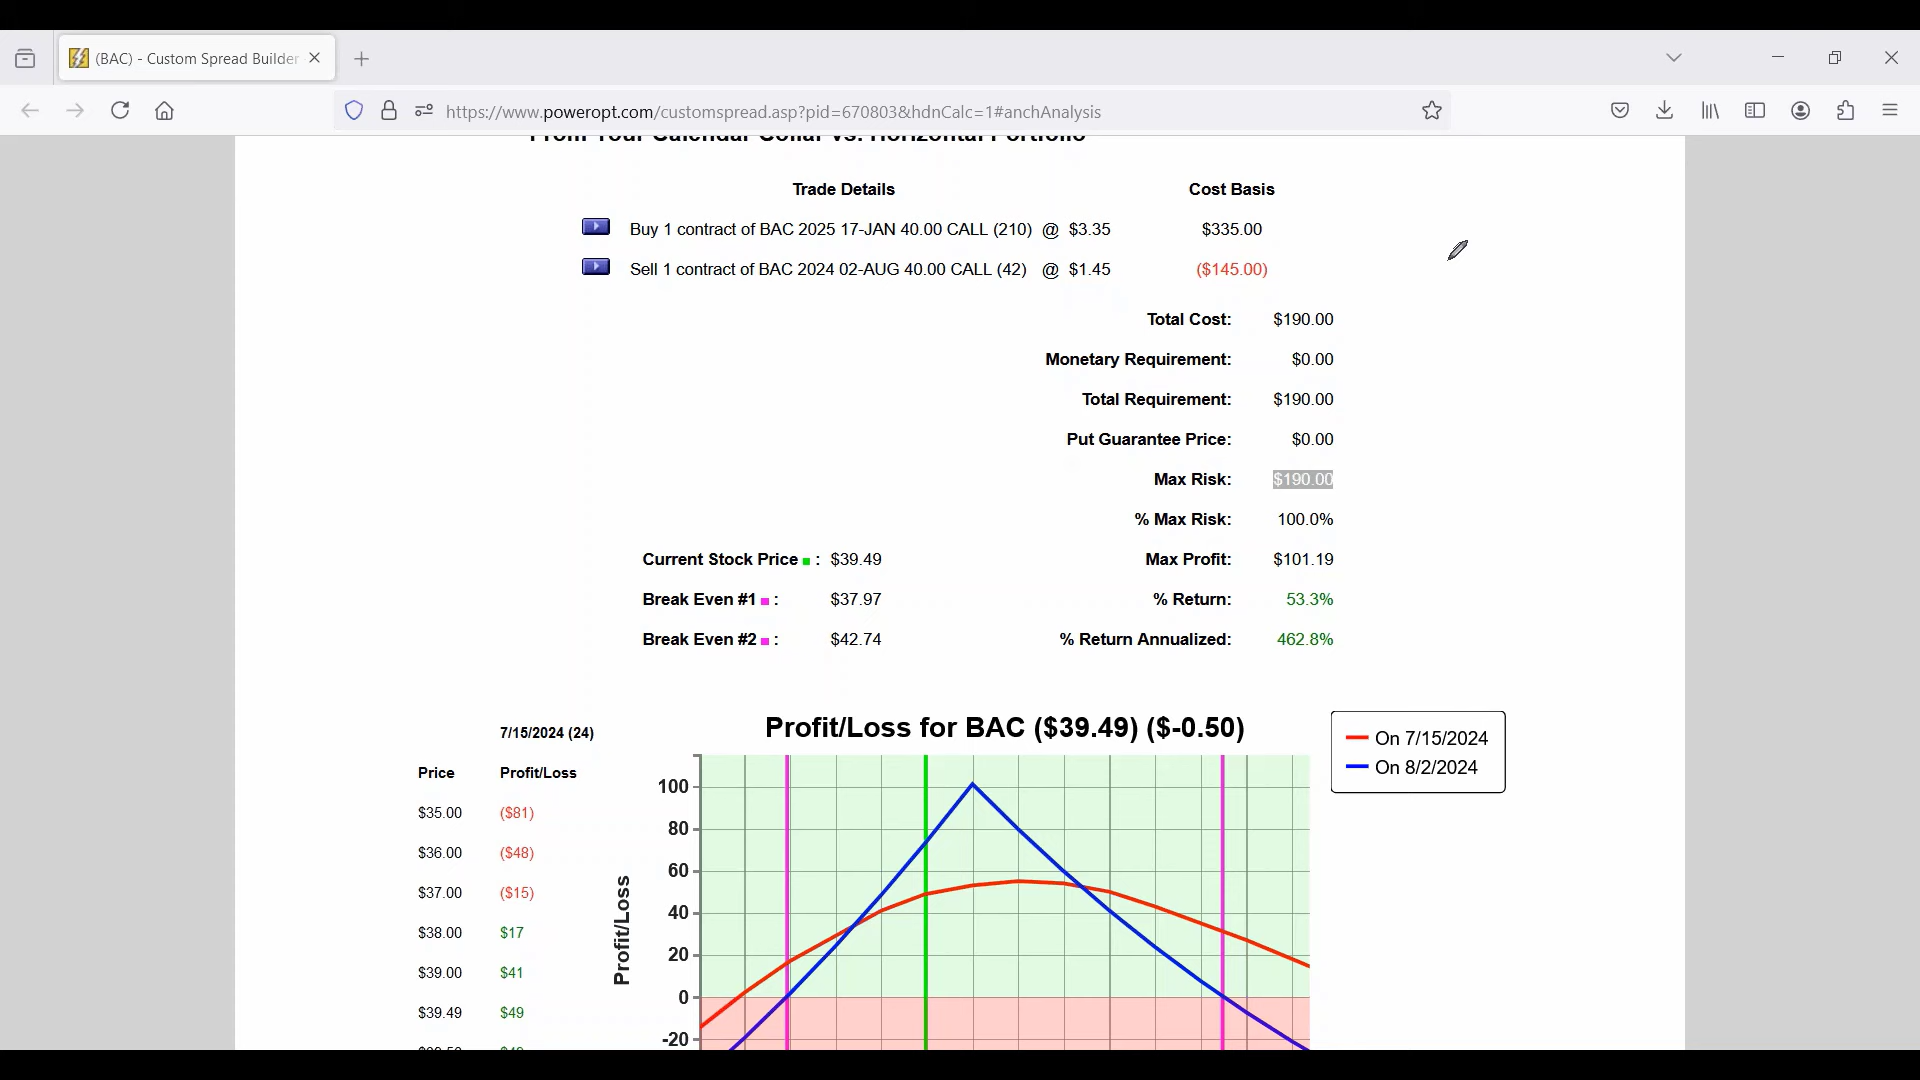 (BAC) - Custom Spread Builder
https://www.poweropt.com/customspread.asp?pid=670803&hdnCalc=1#anchAnalysis
From Your Calendar Collar vs. Horizontal Portfolio
Trade Details Cost Basis
Buy 1 contract of BAC 2025 17-JAN 40.00 CALL (210) @ $3.35 $335.00
Sell 1 contract of BAC 2024 02-AUG 40.00 CALL (42) @ $1.45 ($145.00)
Total Cost: $190.00
Monetary Requirement: $0.00
Total Requirement: $190.00
Put Guarantee Price: $0.00
Max Risk: $190.00
% Max Risk: 100.0%
Current Stock Price : $39.49 Max Profit: $101.19
Break Even #1 : $37.97 % Return: 53.3%
Break Even #2 : $42.74 % Return Annualized: 462.8%
7/15/2024 (24)
Price Profit/Loss
$35.00 ($81)
$36.00 ($48)
$37.00 ($15)
$38.00 $17
$39.00 $41
$39.49 $49
Profit/Loss for BAC ($39.49) ($-0.50)
Profit/Loss
100
80
60
40
20
0
-20
On 7/15/2024
On 8/2/2024